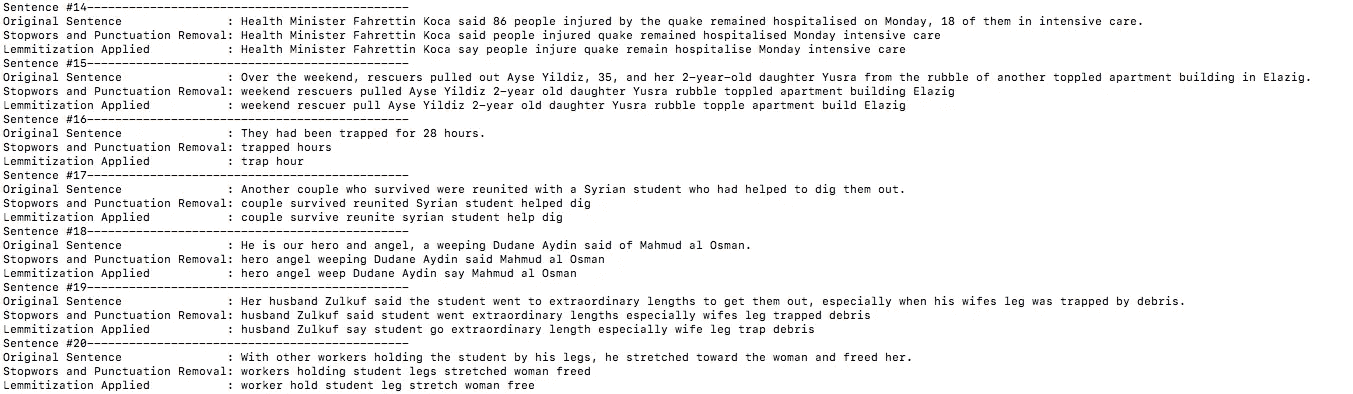 Sentence #14----------------------------------------------
Original Sentence               : Health Minister Fahrettin Koca said 86 people injured by the quake remained hospitalised on Monday, 18 of them in intensive care.
Stopwors and Punctuation Removal: Health Minister Fahrettin Koca said people injured quake remained hospitalised Monday intensive care
Lemmitization Applied           : Health Minister Fahrettin Koca say people injure quake remain hospitalise Monday intensive care
Sentence #15----------------------------------------------
Original Sentence               : Over the weekend, rescuers pulled out Ayse Yildiz, 35, and her 2-year-old daughter Yusra from the rubble of another toppled apartment building in Elazig.
Stopwors and Punctuation Removal: weekend rescuers pulled Ayse Yildiz 2-year old daughter Yusra rubble toppled apartment building Elazig
Lemmitization Applied           : weekend rescuer pull Ayse Yildiz 2-year old daughter Yusra rubble topple apartment build Elazig
Sentence #16----------------------------------------------
Original Sentence               : They had been trapped for 28 hours.
Stopwors and Punctuation Removal: trapped hours
Lemmitization Applied           : trap hour
Sentence #17----------------------------------------------
Original Sentence               : Another couple who survived were reunited with a Syrian student who had helped to dig them out.
Stopwors and Punctuation Removal: couple survived reunited Syrian student helped dig
Lemmitization Applied           : couple survive reunite syrian student help dig
Sentence #18----------------------------------------------
Original Sentence               : He is our hero and angel, a weeping Dudane Aydin said of Mahmud al Osman.
Stopwors and Punctuation Removal: hero angel weeping Dudane Aydin said Mahmud al Osman
Lemmitization Applied           : hero angel weep Dudane Aydin say Mahmud al Osman
Sentence #19----------------------------------------------
Original Sentence               : Her husband Zulkuf said the student went to extraordinary lengths to get them out, especially when his wifes leg was trapped by debris.
Stopwors and Punctuation Removal: husband Zulkuf said student went extraordinary lengths especially wifes leg trapped debris
Lemmitization Applied           : husband Zulkuf say student go extraordinary length especially wife leg trap debris
Sentence #20----------------------------------------------
Original Sentence               : With other workers holding the student by his legs, he stretched toward the woman and freed her.
Stopwors and Punctuation Removal: workers holding student legs stretched woman freed
Lemmitization Applied           : worker hold student leg stretch woman free